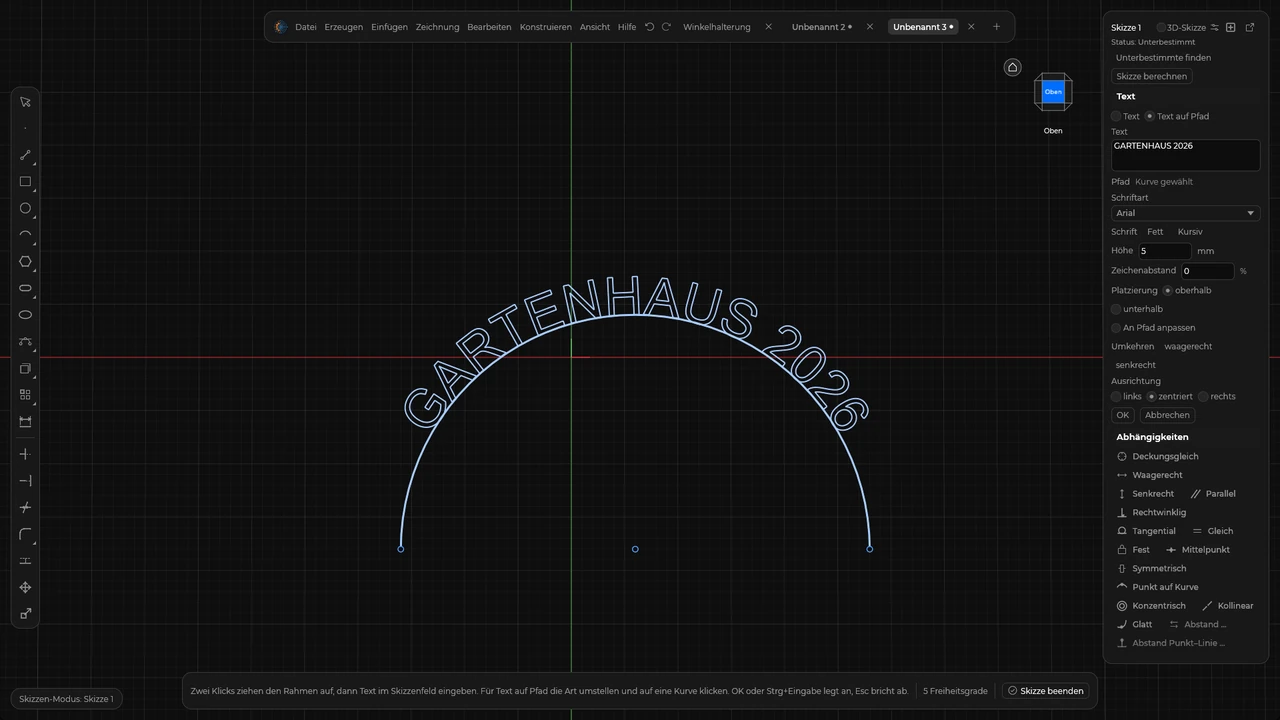 Datei Erzeugen Einfügen Zeichnung Bearbeiten Konstruieren Ansicht Hilfe Winkelhalterung Unbenannt 2 Unbenannt 3
Oben
Oben
GARTENHAUS 2026
Skizze 1 3D-Skizze
Status: Unterbestimmt
Unterbestimmte finden
Skizze berechnen
Text
Text Text auf Pfad
Text
GARTENHAUS 2026
Pfad Kurve gewählt
Schriftart
Arial
Schrift Fett Kursiv
Höhe 5 mm
Zeichenabstand 0 %
Platzierung oberhalb
unterhalb
An Pfad anpassen
Umkehren waagerecht
senkrecht
Ausrichtung
links zentriert rechts
OK Abbrechen
Abhängigkeiten
Deckungsgleich
Waagerecht
Senkrecht Parallel
Rechtwinklig
Tangential Gleich
Fest Mittelpunkt
Symmetrisch
Punkt auf Kurve
Konzentrisch Kollinear
Glatt Abstand ...
Abstand Punkt–Linie ...
Skizzen-Modus: Skizze 1
Zwei Klicks ziehen den Rahmen auf, dann Text im Skizzenfeld eingeben. Für Text auf Pfad die Art umstellen und auf eine Kurve klicken. OK oder Strg+Eingabe legt an, Esc bricht ab. 5 Freiheitsgrade Skizze beenden